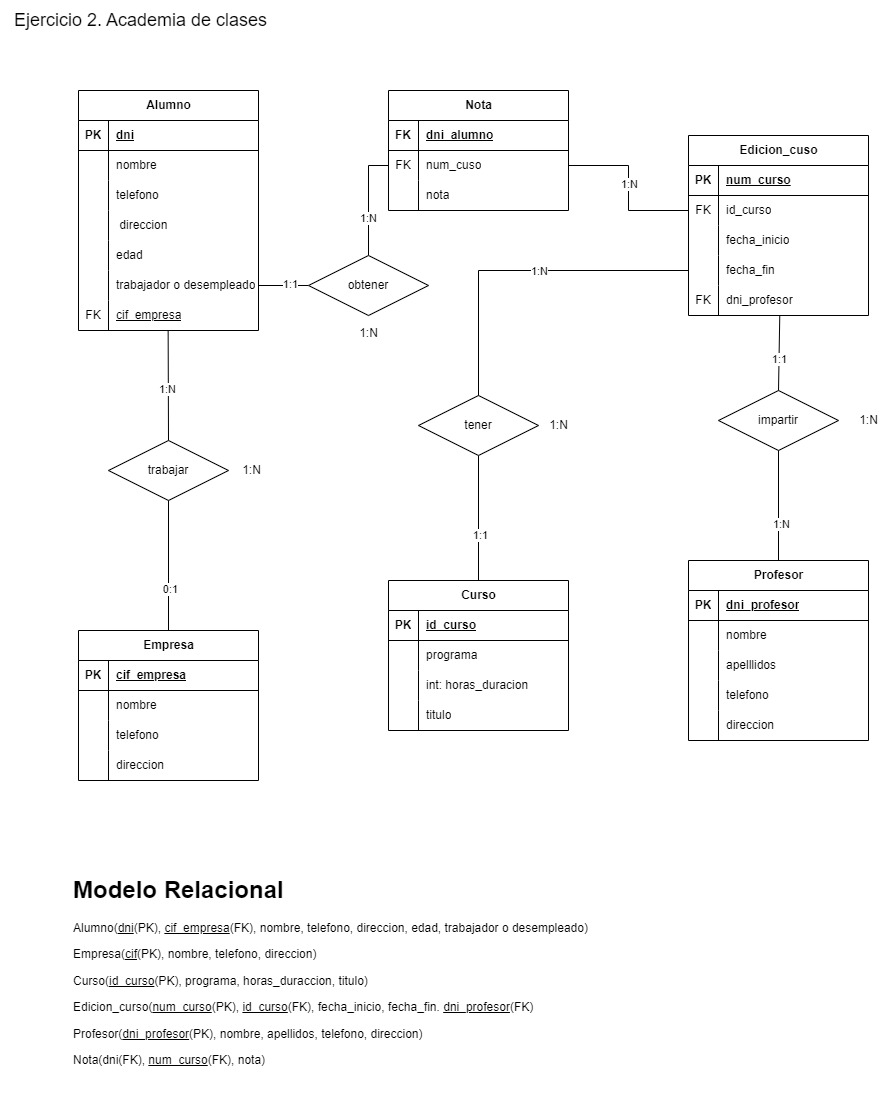 Ejercicio 2. Academia de clases
Alumno
PK dni
nombre
telefono
direccion
edad
trabajador o desempleado
FK cif_empresa
Nota
FK dni_alumno
FK num_cuso
nota
Edicion_cuso
PK num_curso
FK id_curso
fecha_inicio
fecha_fin
FK dni_profesor
1:N
1:N
1:1
obtener
1:N
1:N
1:1
1:N
trabajar
1:N
0:1
tener
1:N
1:1
impartir
1:N
1:N
Empresa
PK cif_empresa
nombre
telefono
direccion
Curso
PK id_curso
programa
int: horas_duracion
titulo
Profesor
PK dni_profesor
nombre
apelllidos
telefono
direccion
Modelo Relacional
Alumno(dni(PK), cif_empresa(FK), nombre, telefono, direccion, edad, trabajador o desempleado)
Empresa(cif(PK), nombre, telefono, direccion)
Curso(id_curso(PK), programa, horas_duraccion, titulo)
Edicion_curso(num_curso(PK), id_curso(FK), fecha_inicio, fecha_fin. dni_profesor(FK)
Profesor(dni_profesor(PK), nombre, apellidos, telefono, direccion)
Nota(dni(FK), num_curso(FK), nota)